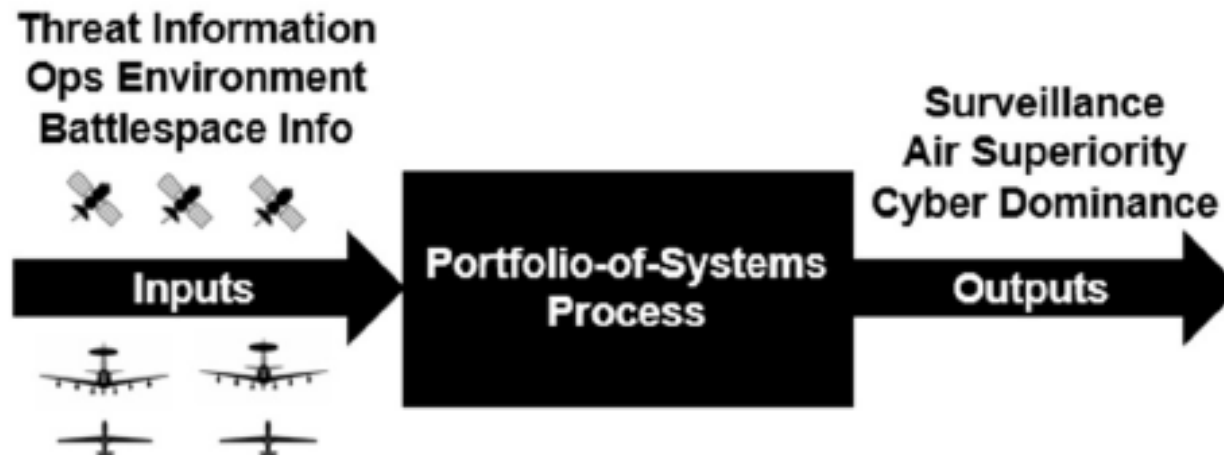 Threat Information
Ops Environment
Battlespace Info
Inputs
Portfolio-of-Systems
Process
Surveillance
Air Superiority
Cyber Dominance
Outputs